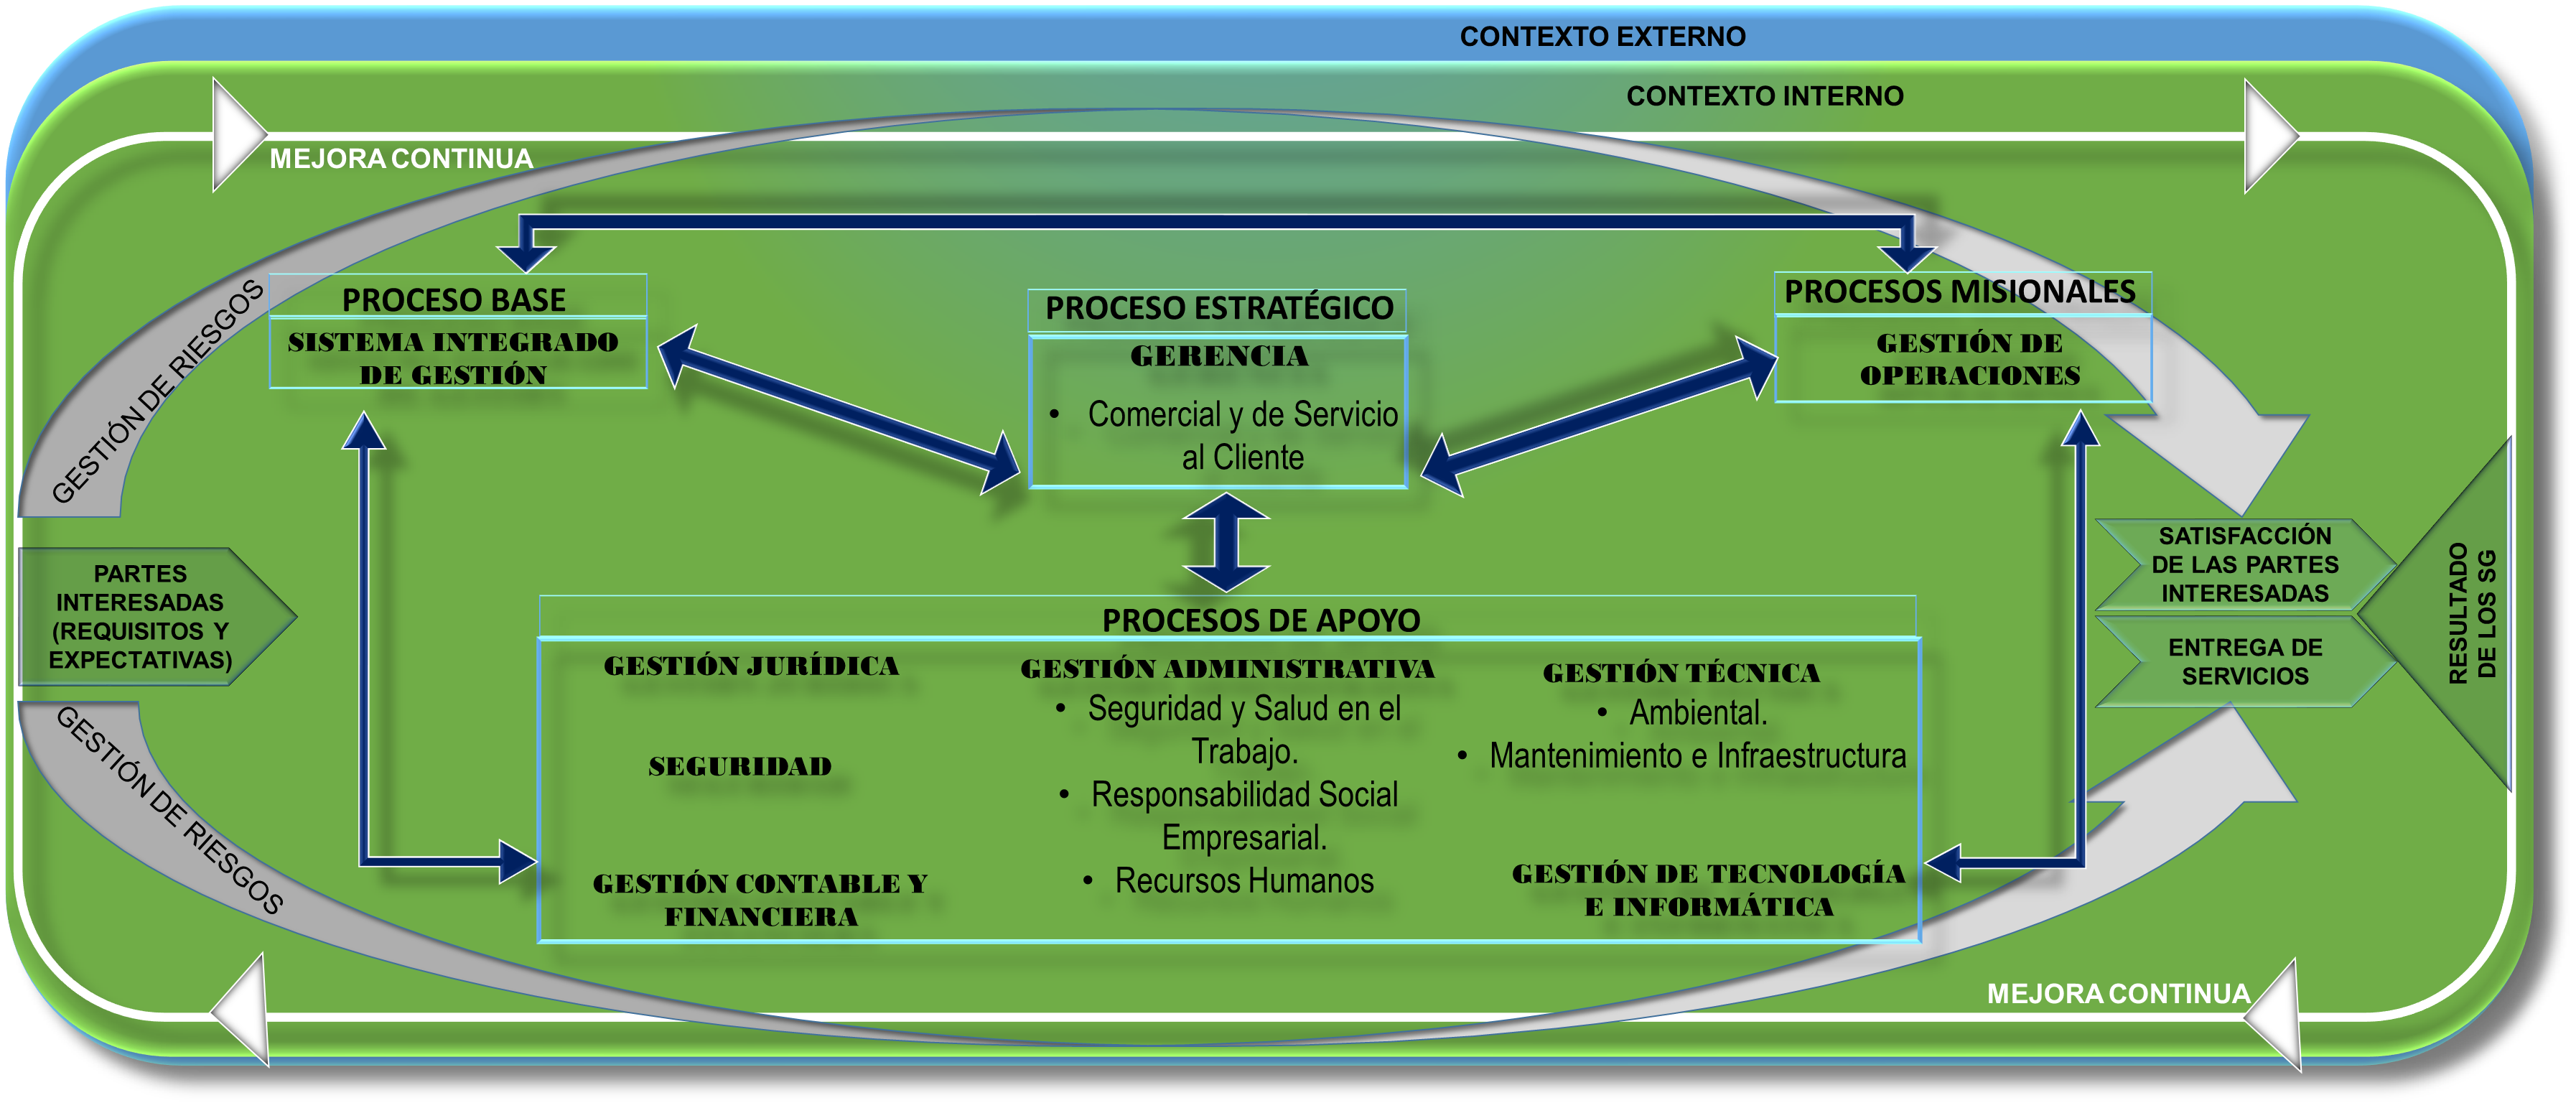 CONTEXTO EXTERNO
CONTEXTO INTERNO
MEJORA CONTINUA
GESTIÓN DE RIESGOS
PROCESO BASE
SISTEMA INTEGRADO
DE GESTIÓN
PROCESO ESTRATÉGICO
GERENCIA
• Comercial y de Servicio
al Cliente
PROCESOS MISIONALES
GESTIÓN DE
OPERACIONES
PARTES
INTERESADAS
(REQUISITOS Y
EXPECTATIVAS)
SATISFACCIÓN
DE LAS PARTES
INTERESADAS
ENTREGA DE
SERVICIOS
RESULTADO
DE LOS SG
PROCESOS DE APOYO
GESTIÓN JURÍDICA
SEGURIDAD
GESTIÓN CONTABLE Y
FINANCIERA
GESTIÓN ADMINISTRATIVA
• Seguridad y Salud en el
Trabajo.
• Responsabilidad Social
Empresarial.
• Recursos Humanos
GESTIÓN TÉCNICA
• Ambiental.
• Mantenimiento e Infraestructura
GESTIÓN DE TECNOLOGÍA
E INFORMÁTICA
GESTIÓN DE RIESGOS
MEJORA CONTINUA